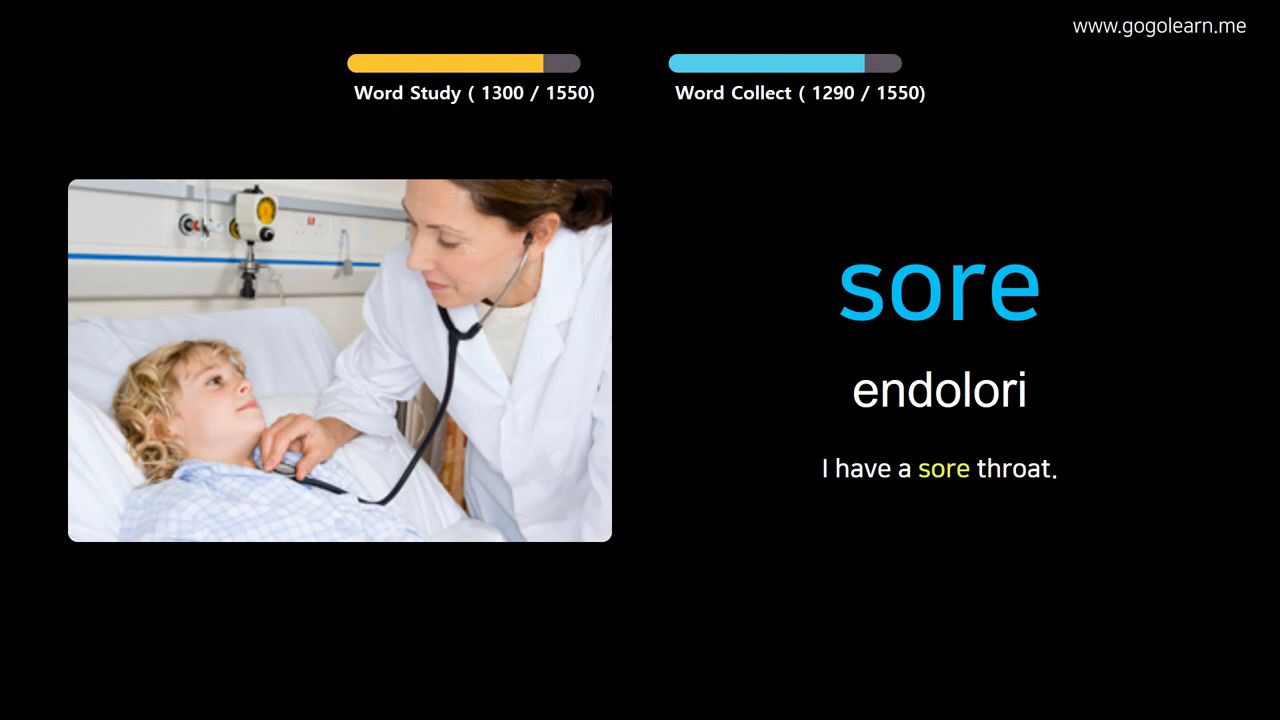 www.gogolearn.me
Word Study ( 1300 / 1550)
Word Collect ( 1290 / 1550)
sore
endolori
I have a sore throat.